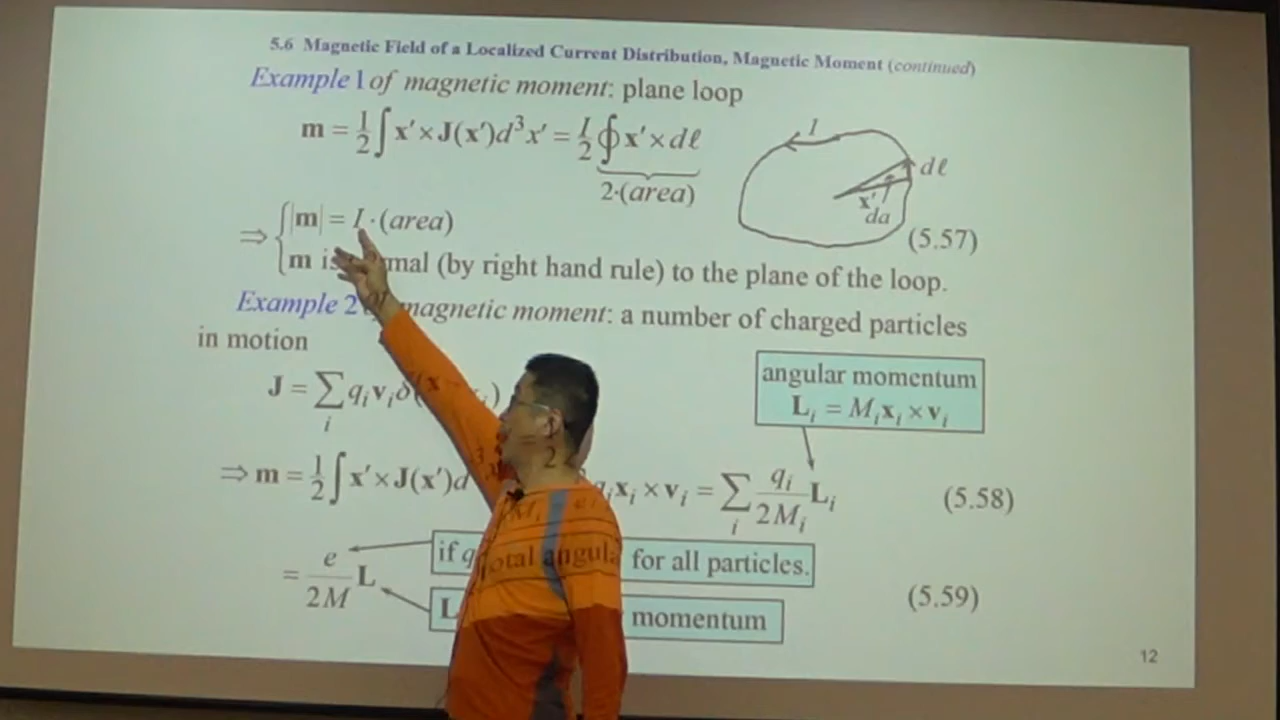 5.6 Magnetic Field of a Localized Current Distribution, Magnetic Moment (continued)
Example 1 of magnetic moment: plane loop
m = 1/2 ∫ x′ × J(x′)d³x′ = I/2 ∮ x′ × dℓ
2·(area)
I
dℓ
x′
da
⇒ { |m| = I · (area) (5.57)
m is normal (by right hand rule) to the plane of the loop.
Example 2 of magnetic moment: a number of charged particles
in motion
J = ∑ᵢ qᵢvᵢδ(x
angular momentum
Lᵢ = Mᵢxᵢ × vᵢ
⇒ m = 1/2 ∫ x′ × J(x′)d qᵢxᵢ × vᵢ = ∑ᵢ qᵢ/2Mᵢ Lᵢ (5.58)
= e/2M L
if for all particles.
(5.59)
L total angular momentum
12